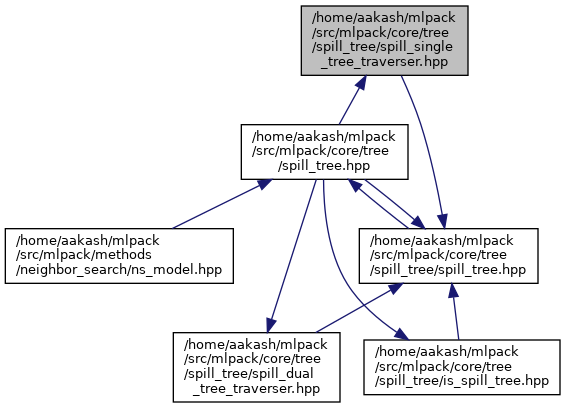 /home/aakash/mlpack
/src/mlpack/core/tree
/spill_tree/spill_single
_tree_traverser.hpp
/home/aakash/mlpack
/src/mlpack/core/tree
/spill_tree.hpp
/home/aakash/mlpack
/src/mlpack/methods
/neighbor_search/ns_model.hpp
/home/aakash/mlpack
/src/mlpack/core/tree
/spill_tree/spill_tree.hpp
/home/aakash/mlpack
/src/mlpack/core/tree
/spill_tree/spill_dual
_tree_traverser.hpp
/home/aakash/mlpack
/src/mlpack/core/tree
/spill_tree/is_spill_tree.hpp